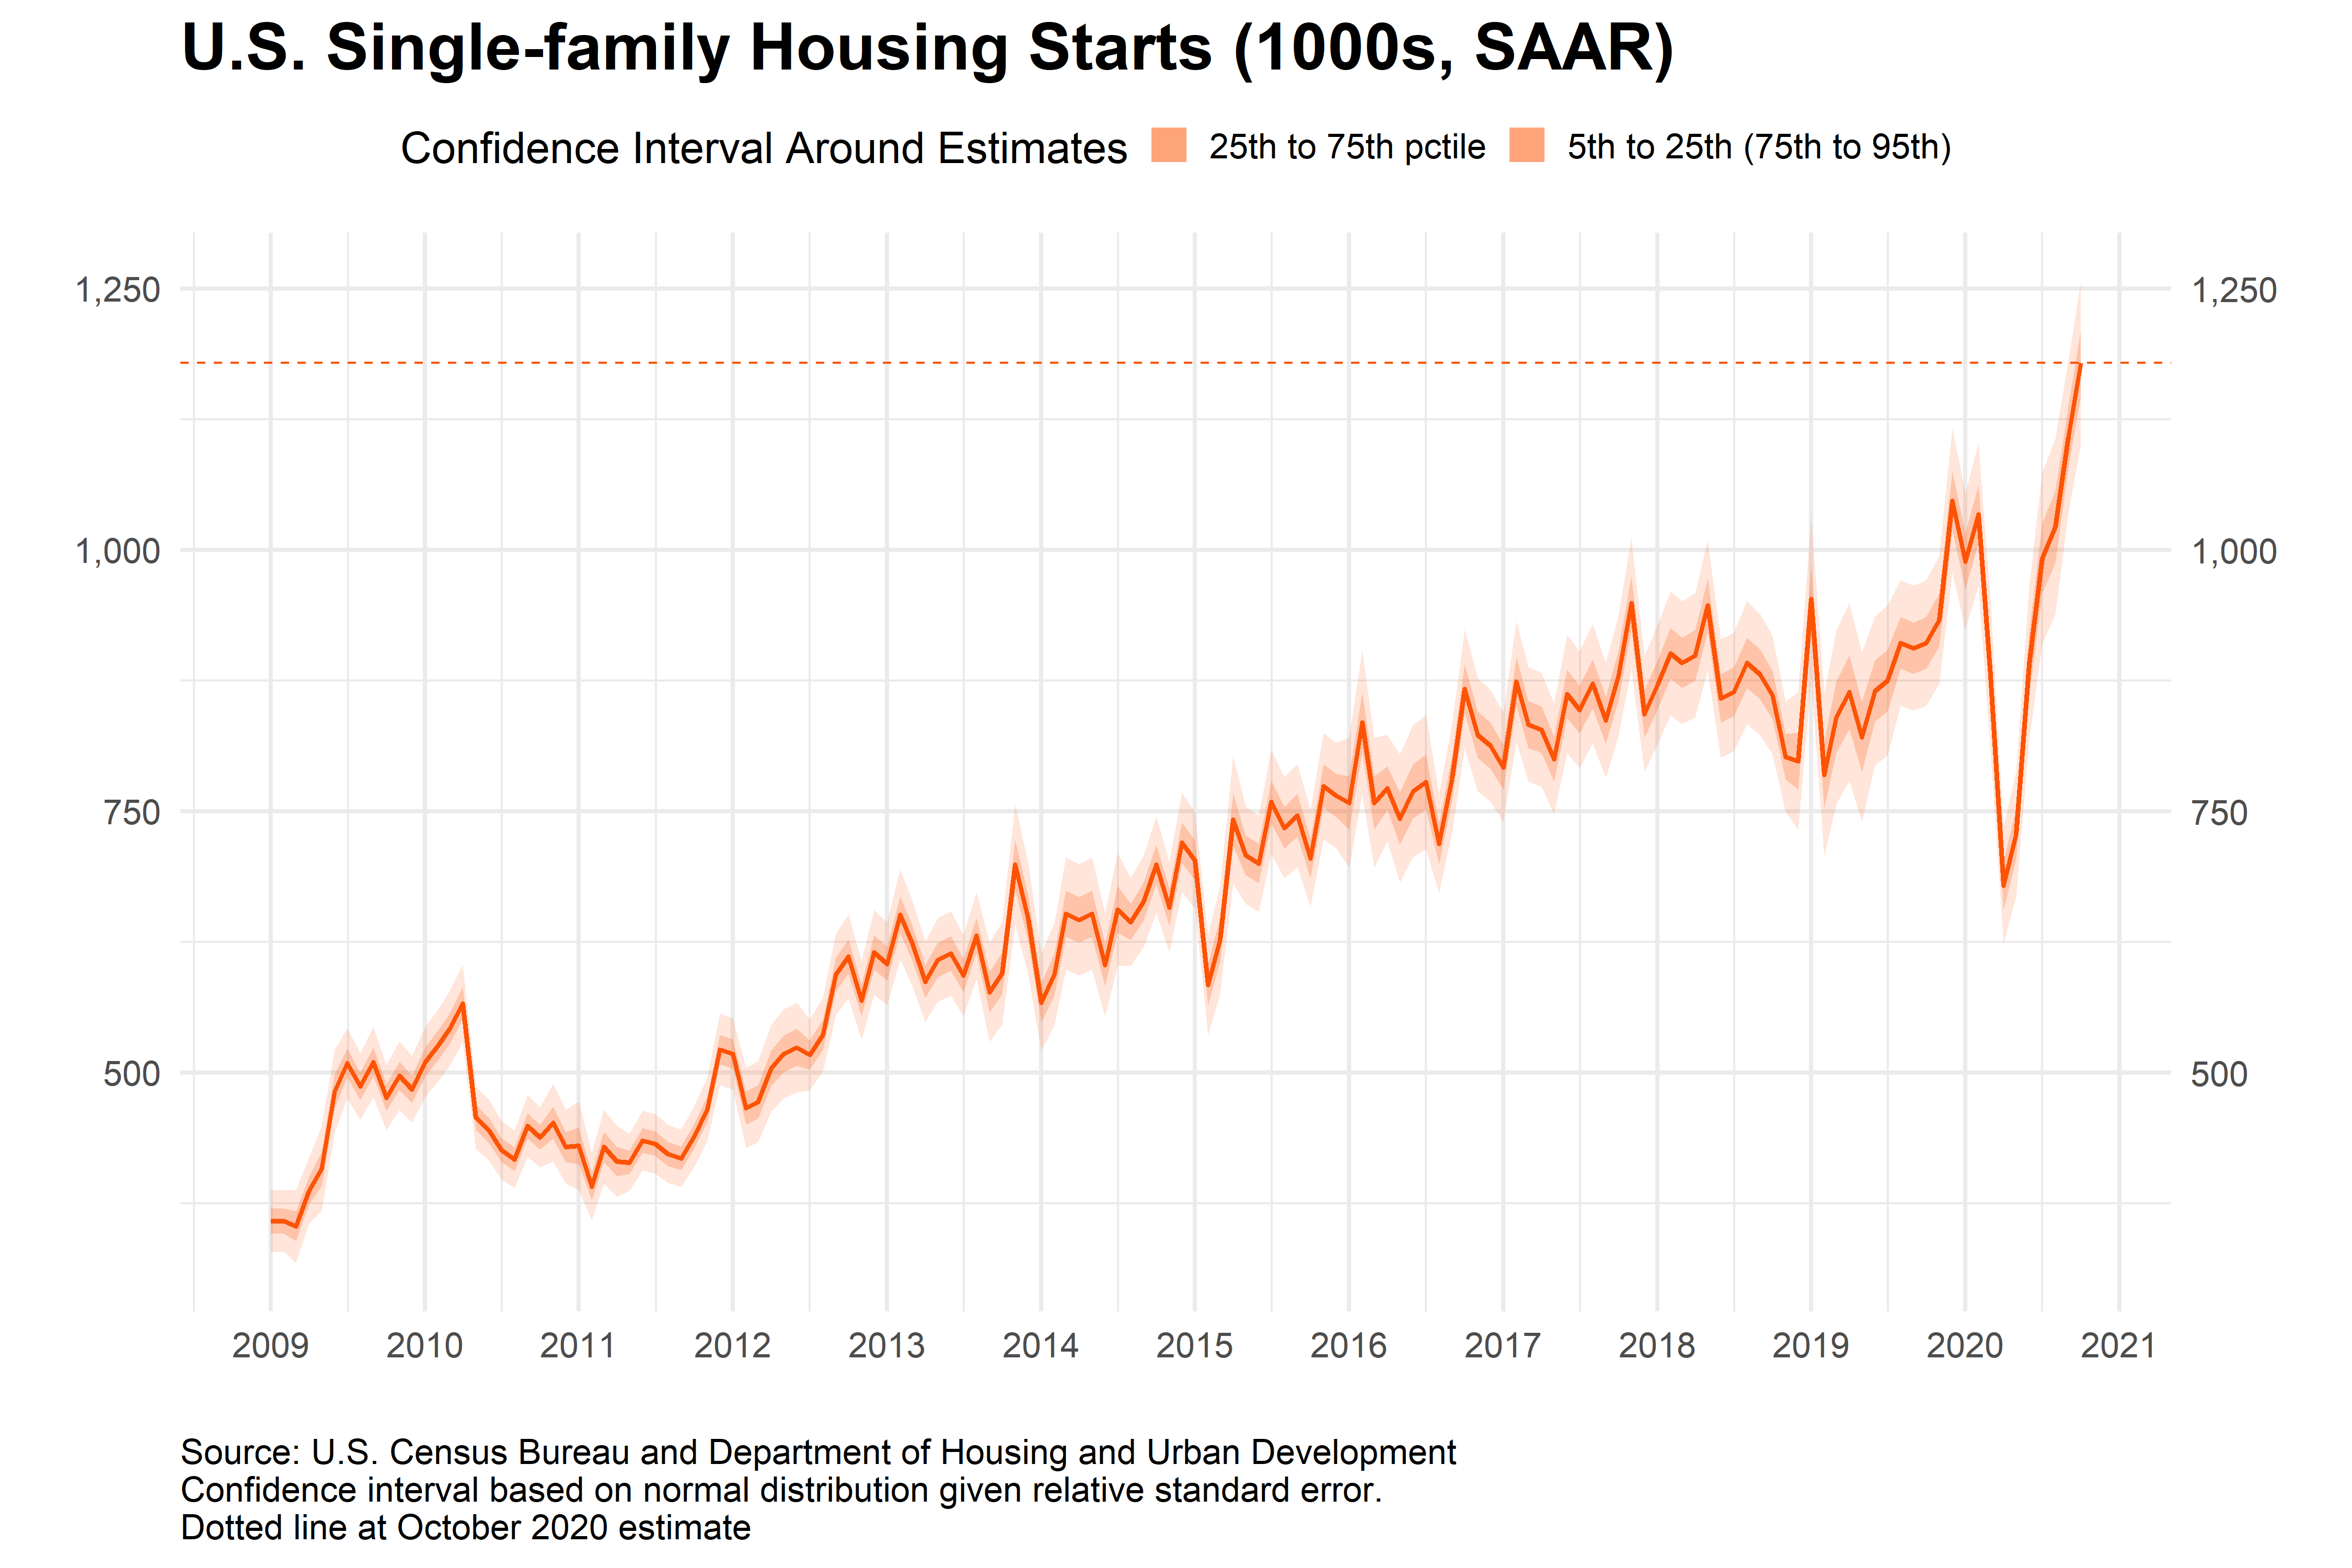 U.S. Single-family Housing Starts (1000s, SAAR)
Confidence Interval Around Estimates 25th to 75th pctile 5th to 25th (75th to 95th)
1,250 1,250
1,000 1,000
750 750
500 500
2009 2010 2011 2012 2013 2014 2015 2016 2017 2018 2019 2020 2021
Source: U.S. Census Bureau and Department of Housing and Urban Development
Confidence interval based on normal distribution given relative standard error.
Dotted line at October 2020 estimate